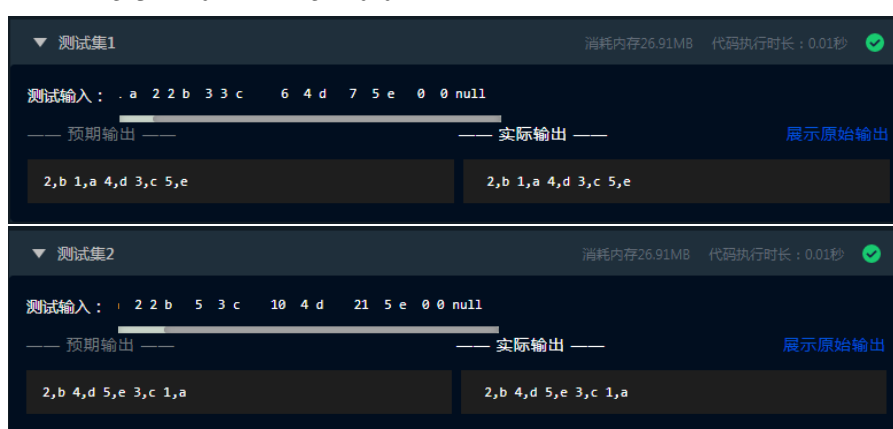 测试集1 消耗内存26.91MB 代码执行时长：0.01秒
测试输入： . a 2 2 b 3 3 c 6 4 d 7 5 e 0 0 null
—— 预期输出 —— —— 实际输出 —— 展示原始输出
2,b 1,a 4,d 3,c 5,e 2,b 1,a 4,d 3,c 5,e
测试集2 消耗内存26.91MB 代码执行时长：0.01秒
测试输入： 2 2 b 5 3 c 10 4 d 21 5 e 0 0 null
—— 预期输出 —— —— 实际输出 —— 展示原始输出
2,b 4,d 5,e 3,c 1,a 2,b 4,d 5,e 3,c 1,a